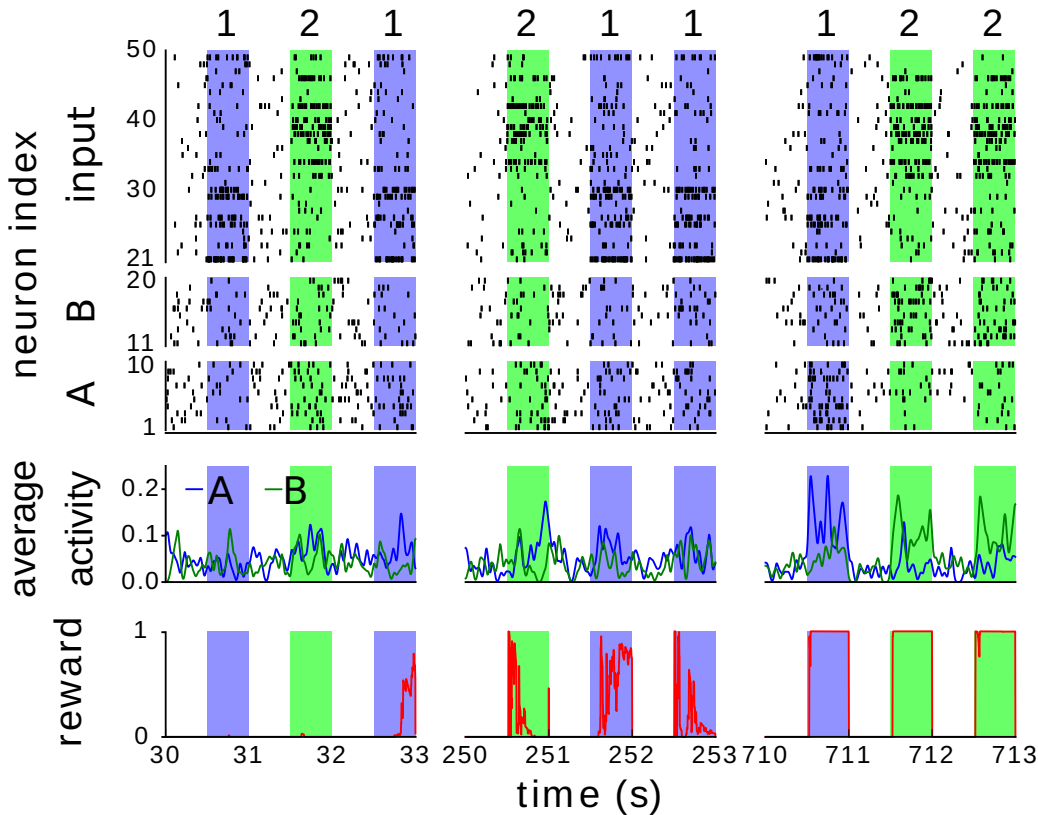 1 2 1 2 1 1 1 2 2
neuron index
input
50
40
30
21
B
20
11
A
10
1
average
activity
0.2
0.1
0.0
A B
reward
1
0
30 31 32 33 250 251 252 253 710 711 712 713
time (s)